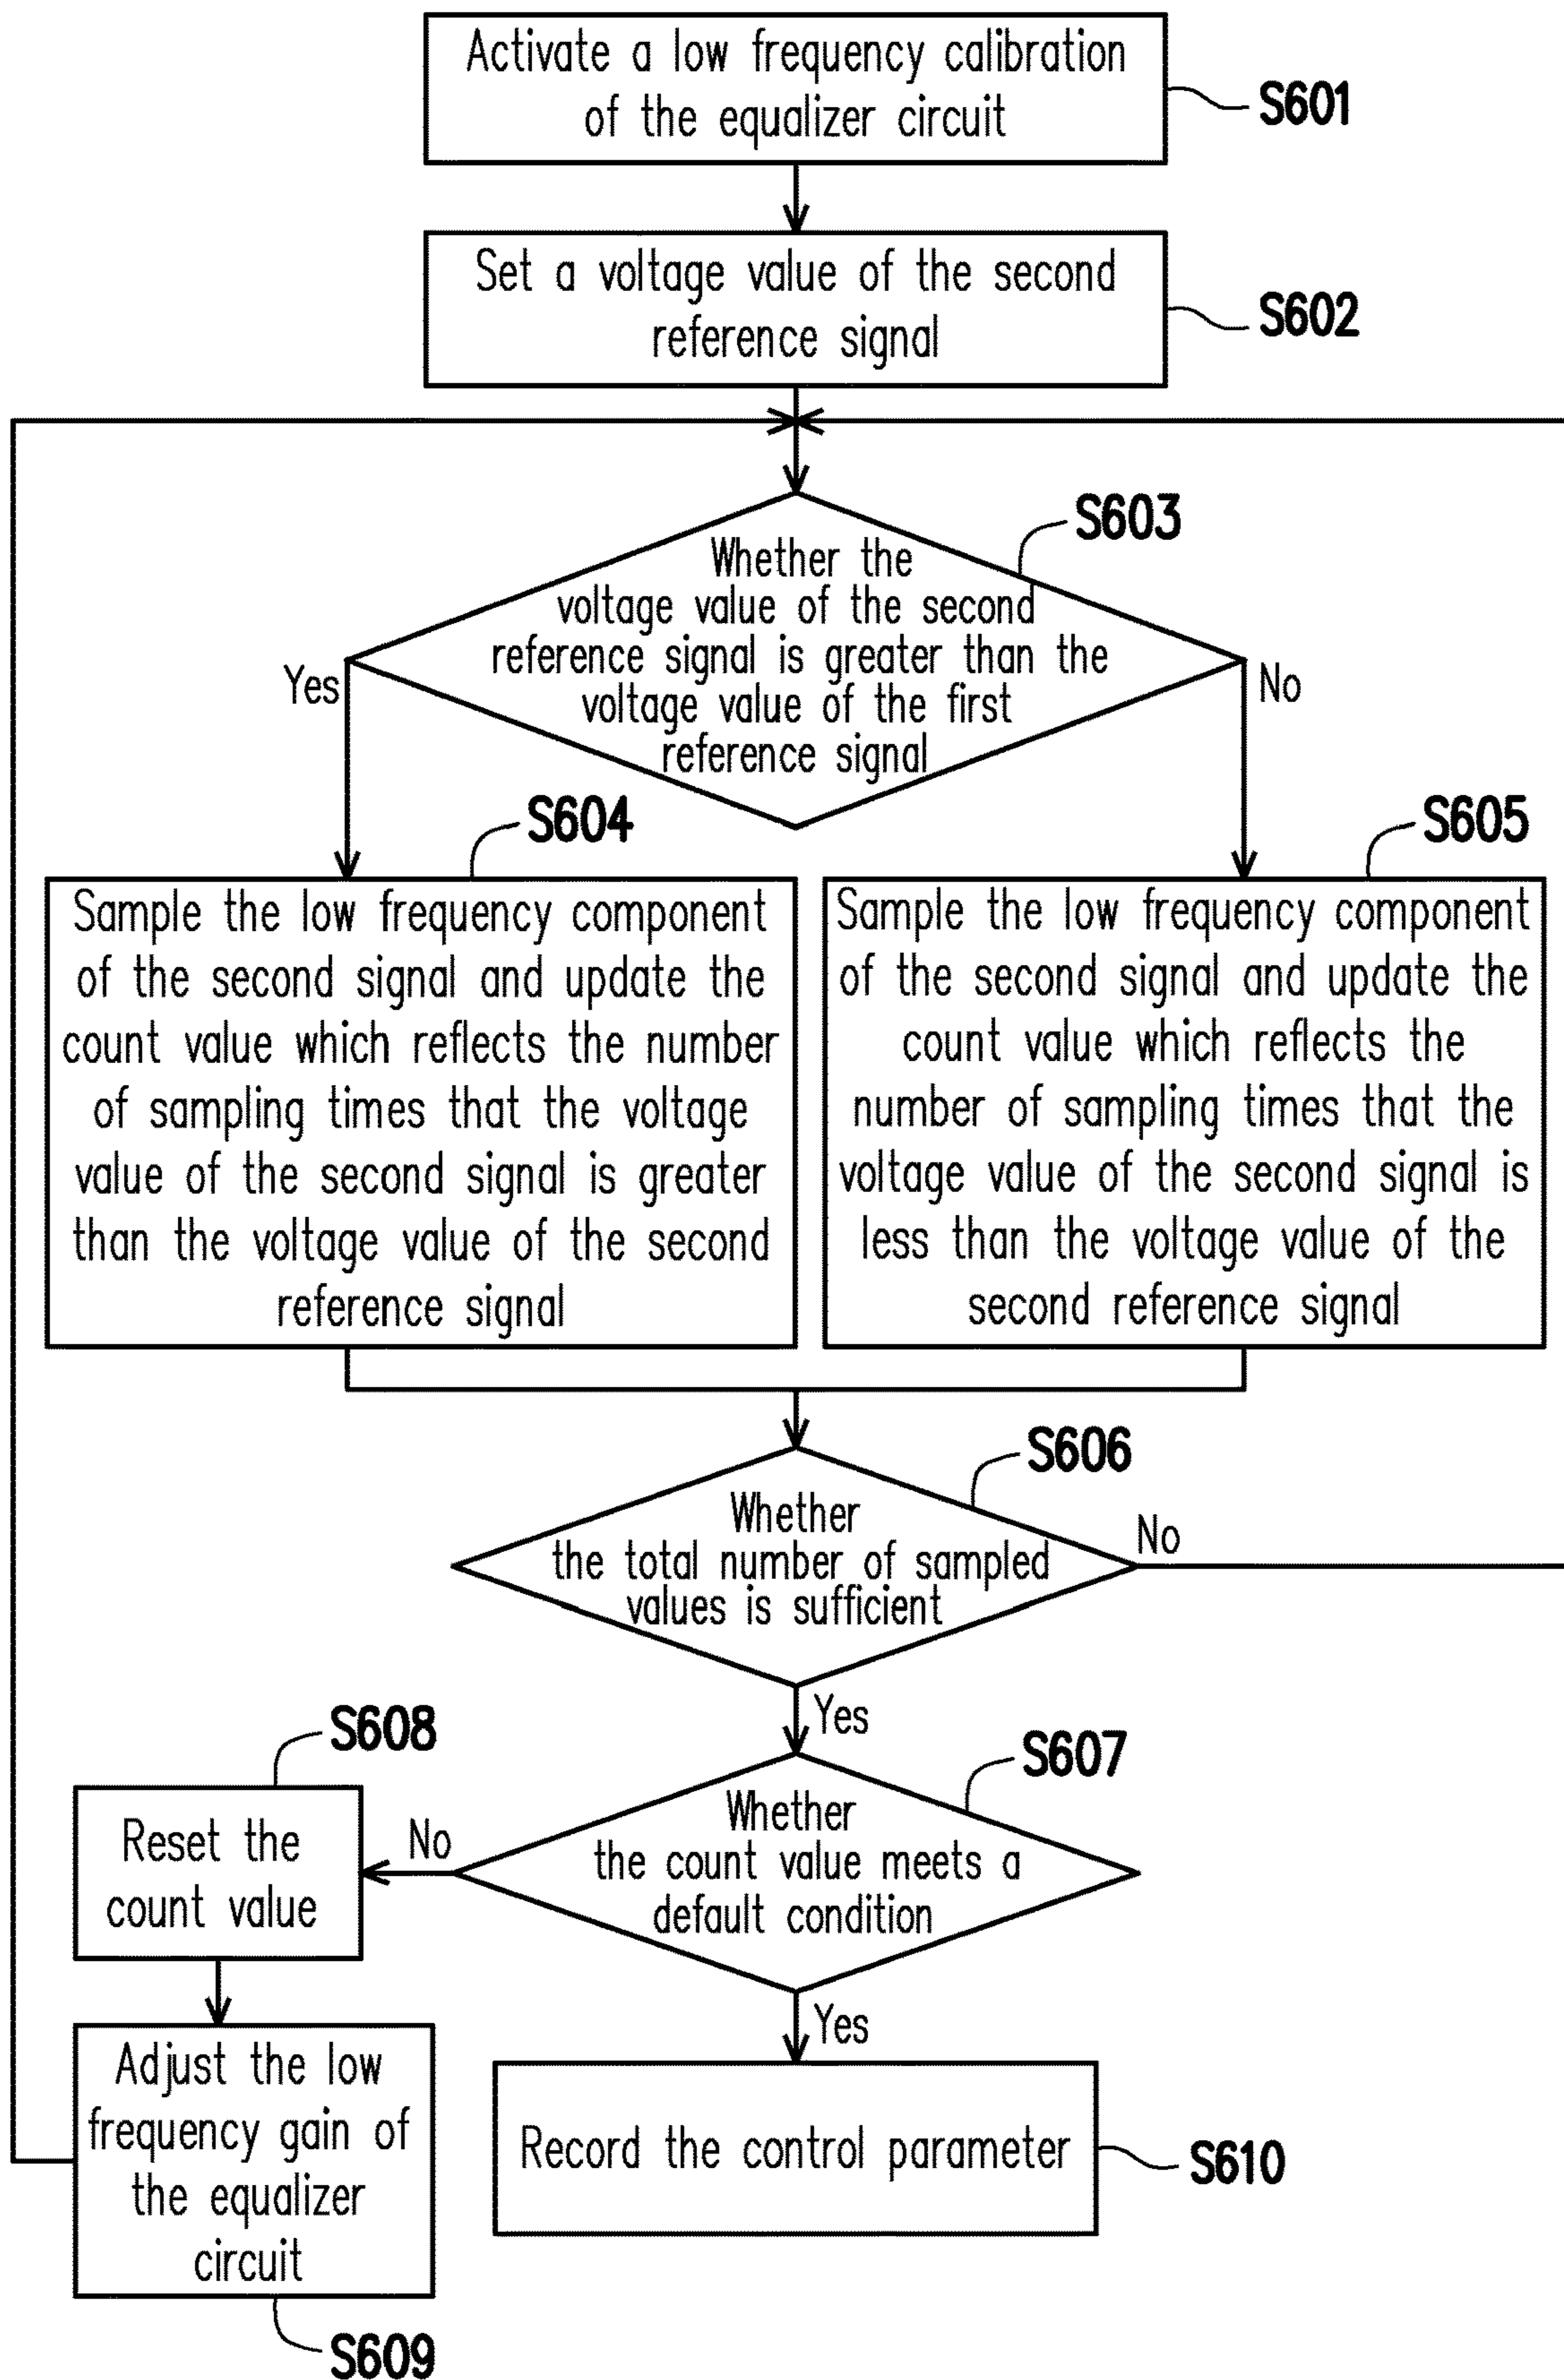 Activate a low frequency calibration
of the equalizer circuit
S601
Set a voltage value of the second
reference signal
S602
S603
Whether the
voltage value of the second
reference signal is greater than the
voltage value of the first
reference signal
Yes
No
S604
S605
Sample the low frequency component
of the second signal and update the
count value which reflects the number
of sampling times that the voltage
value of the second signal is greater
than the voltage value of the second
reference signal
Sample the low frequency component
of the second signal and update the
count value which reflects the
number of sampling times that the
voltage value of the second signal is
less than the voltage value of the
second reference signal
S606
Whether
the total number of sampled
values is sufficient
No
Yes
S608
S607
Reset the
count value
No
Whether
the count value meets a
default condition
Yes
Adjust the low
frequency gain of
the equalizer
circuit
Record the control parameter
S610
S609